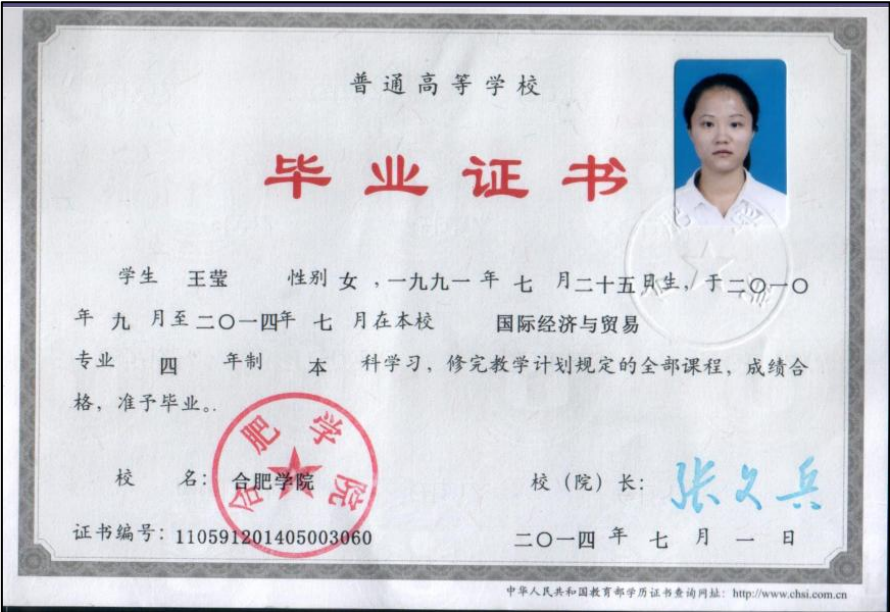 普通高等学校
毕业证书
学生 王莹 性别 女 ,一九九一 年 七 月二十五日生，于二〇一〇
年 九 月至二〇一四年 七 月在本校 国际经济与贸易
专业 四 年制 本 科学习，修完教学计划规定的全部课程，成绩合
格，准予毕业。
合肥学院
校 名： 合肥学院 校（院）长： 张文兵
证书编号：110591201405003060 二〇一四 年 七 月 一 日
中华人民共和国教育部学历证书查询网址：http://www.chsi.com.cn